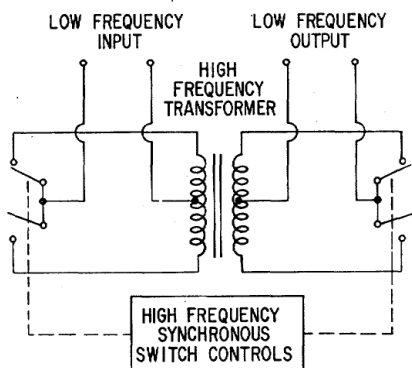 LOW FREQUENCY
INPUT
LOW FREQUENCY
OUTPUT
HIGH
FREQUENCY
TRANSFORMER
HIGH FREQUENCY
SYNCHRONOUS
SWITCH CONTROLS